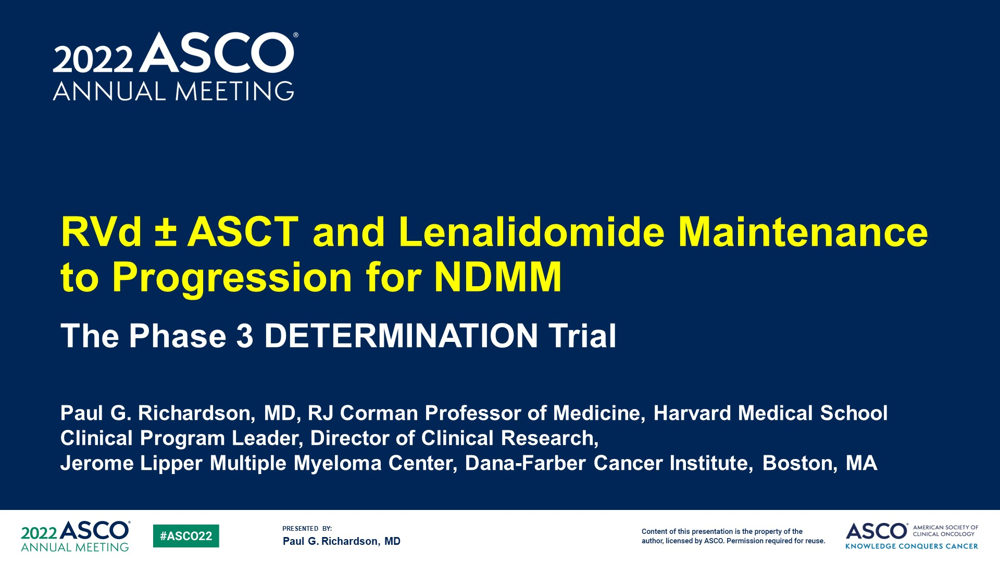 2022 ASCO®
ANNUAL MEETING
RVd ± ASCT and Lenalidomide Maintenance
to Progression for NDMM
The Phase 3 DETERMINATION Trial
Paul G. Richardson, MD, RJ Corman Professor of Medicine, Harvard Medical School
Clinical Program Leader, Director of Clinical Research,
Jerome Lipper Multiple Myeloma Center, Dana-Farber Cancer Institute, Boston, MA
2022 ASCO®
ANNUAL MEETING
#ASCO22
PRESENTED BY:
Paul G. Richardson, MD
Content of this presentation is the property of the
author, licensed by ASCO. Permission required for reuse.
ASCO® AMERICAN SOCIETY OF
CLINICAL ONCOLOGY
KNOWLEDGE CONQUERS CANCER